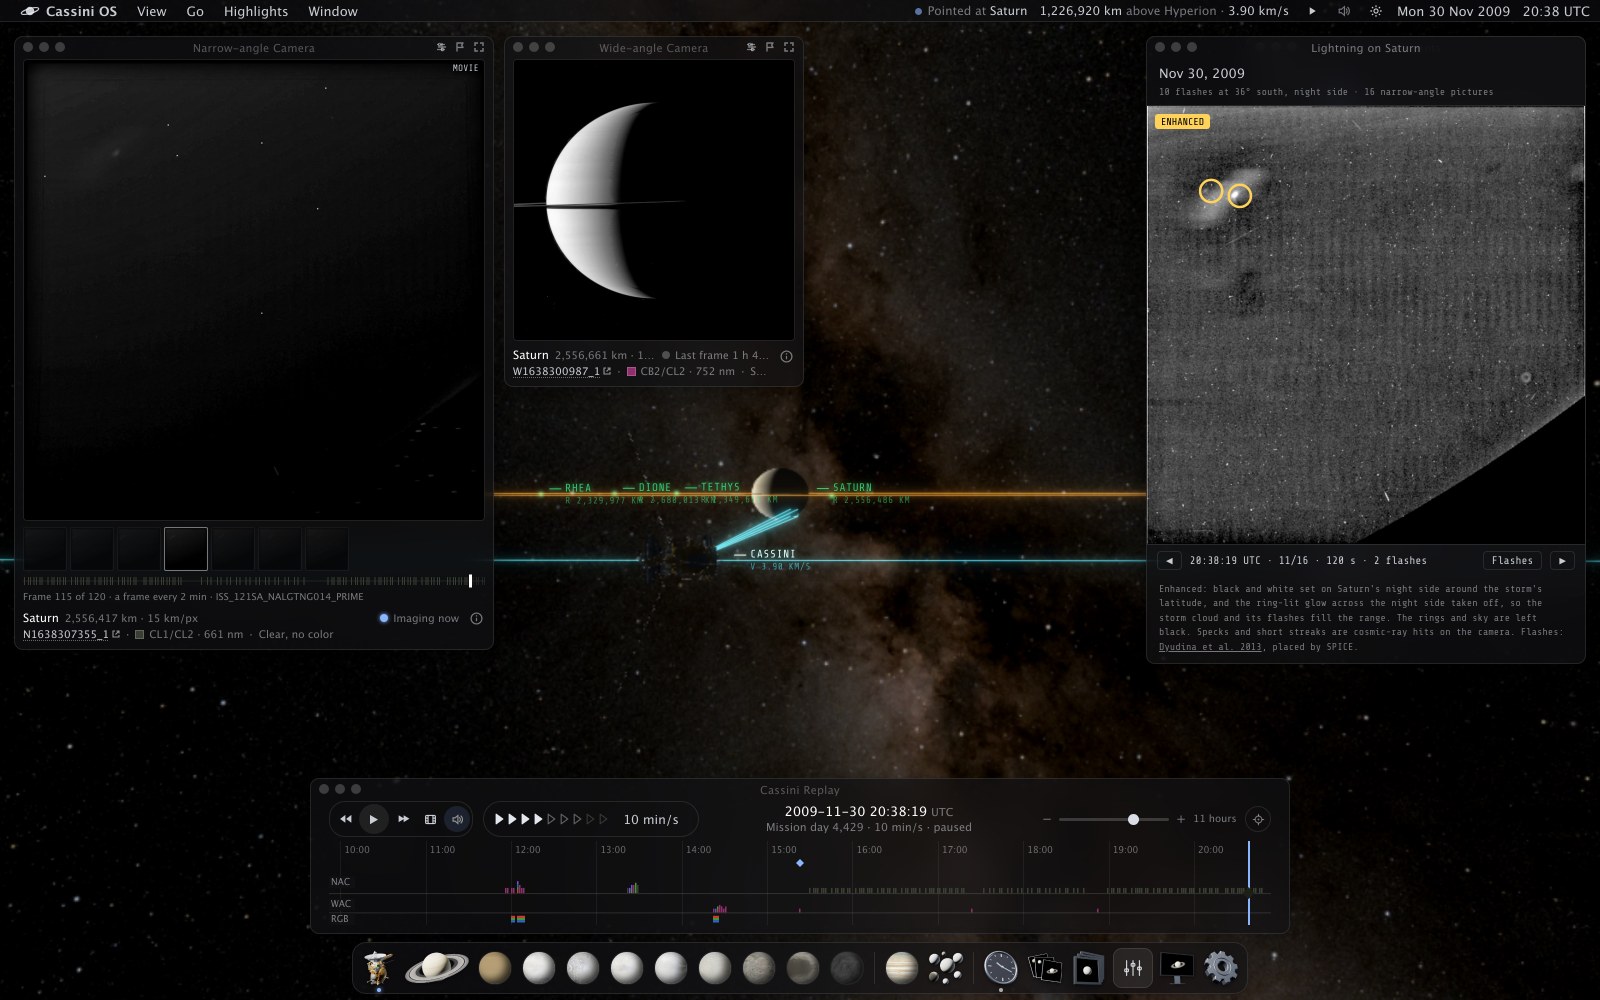 Cassini OS View Go Highlights Window
Pointed at Saturn 1,226,920 km above Hyperion · 3.90 km/s Mon 30 Nov 2009 20:38 UTC
Narrow-angle Camera
MOVIE
Frame 115 of 120 · a frame every 2 min · ISS_121SA_NALGTNG014_PRIME
Saturn 2,556,417 km · 15 km/px Imaging now
N1638307355_1 · CL1/CL2 · 661 nm · Clear, no color
Wide-angle Camera
Saturn 2,556,661 km · 1... Last frame 1 h 4...
W1638300987_1 · CB2/CL2 · 752 nm · S...
Lightning on Saturn
Nov 30, 2009
10 flashes at 36° south, night side · 16 narrow-angle pictures
ENHANCED
◀ 20:38:19 UTC · 11/16 · 120 s · 2 flashes Flashes ▶
Enhanced: black and white set on Saturn's night side around the storm's
latitude, and the ring-lit glow across the night side taken off, so the
storm cloud and its flashes fill the range. The rings and sky are left
black. Specks and short streaks are cosmic-ray hits on the camera. Flashes:
Dyudina et al. 2013, placed by SPICE.
RHEA DIONE TETHYS SATURN
R 2,329,977 KM R 2,556,486 KM
CASSINI
V 3.90 KM/S
Cassini Replay
10 min/s
2009-11-30 20:38:19 UTC
Mission day 4,429 · 10 min/s · paused
− + 11 hours
10:00 11:00 12:00 13:00 14:00 15:00 16:00 17:00 18:00 19:00 20:00
NAC
WAC
RGB